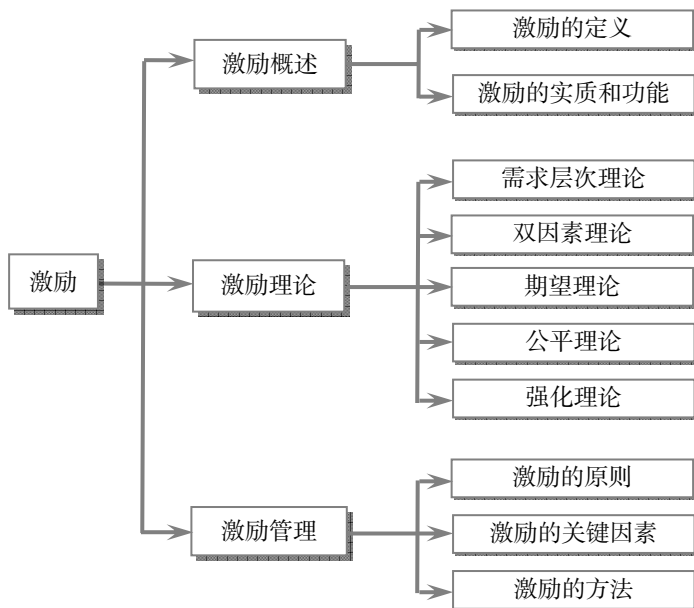 激励
激励概述
激励的定义
激励的实质和功能
激励理论
需求层次理论
双因素理论
期望理论
公平理论
强化理论
激励管理
激励的原则
激励的关键因素
激励的方法